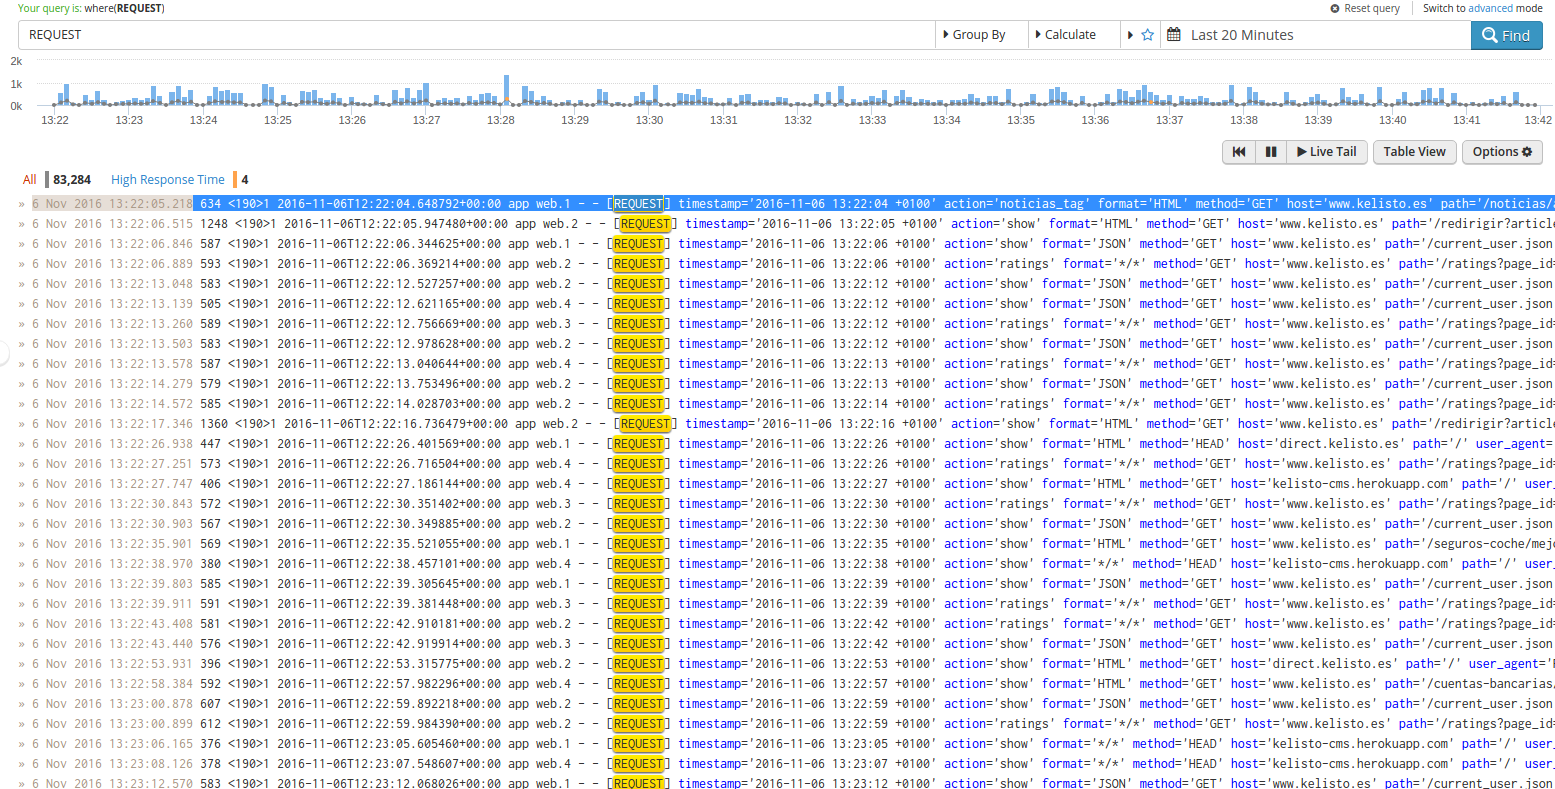 Your query is: where(REQUEST) Reset query Switch to advanced mode
REQUEST Group By Calculate Last 20 Minutes Find
2k
1k
0k
13:22 13:23 13:24 13:25 13:26 13:27 13:28 13:29 13:30 13:31 13:32 13:33 13:34 13:35 13:36 13:37 13:38 13:39 13:40 13:41 13:42
Live Tail Table View Options
All 83,284 High Response Time 4
» 6 Nov 2016 13:22:05.218 634 <190>1 2016-11-06T12:22:04.648792+00:00 app web.1 - - [REQUEST] timestamp='2016-11-06 13:22:04 +0100' action='noticias_tag' format='HTML' method='GET' host='www.kelisto.es' path='/noticias/
» 6 Nov 2016 13:22:06.515 1248 <190>1 2016-11-06T12:22:05.947480+00:00 app web.2 - - [REQUEST] timestamp='2016-11-06 13:22:05 +0100' action='show' format='HTML' method='GET' host='www.kelisto.es' path='/redirigir?article
» 6 Nov 2016 13:22:06.846 587 <190>1 2016-11-06T12:22:06.344625+00:00 app web.1 - - [REQUEST] timestamp='2016-11-06 13:22:06 +0100' action='show' format='JSON' method='GET' host='www.kelisto.es' path='/current_user.json
» 6 Nov 2016 13:22:06.889 593 <190>1 2016-11-06T12:22:06.369214+00:00 app web.2 - - [REQUEST] timestamp='2016-11-06 13:22:06 +0100' action='ratings' format='*/*' method='GET' host='www.kelisto.es' path='/ratings?page_id=
» 6 Nov 2016 13:22:13.048 583 <190>1 2016-11-06T12:22:12.527257+00:00 app web.2 - - [REQUEST] timestamp='2016-11-06 13:22:12 +0100' action='show' format='JSON' method='GET' host='www.kelisto.es' path='/current_user.json
» 6 Nov 2016 13:22:13.139 505 <190>1 2016-11-06T12:22:12.621165+00:00 app web.4 - - [REQUEST] timestamp='2016-11-06 13:22:12 +0100' action='show' format='JSON' method='GET' host='www.kelisto.es' path='/current_user.json
» 6 Nov 2016 13:22:13.260 589 <190>1 2016-11-06T12:22:12.756669+00:00 app web.3 - - [REQUEST] timestamp='2016-11-06 13:22:12 +0100' action='ratings' format='*/*' method='GET' host='www.kelisto.es' path='/ratings?page_id=
» 6 Nov 2016 13:22:13.503 583 <190>1 2016-11-06T12:22:12.978628+00:00 app web.2 - - [REQUEST] timestamp='2016-11-06 13:22:12 +0100' action='show' format='JSON' method='GET' host='www.kelisto.es' path='/current_user.json
» 6 Nov 2016 13:22:13.578 587 <190>1 2016-11-06T12:22:13.040644+00:00 app web.4 - - [REQUEST] timestamp='2016-11-06 13:22:13 +0100' action='ratings' format='*/*' method='GET' host='www.kelisto.es' path='/ratings?page_id=
» 6 Nov 2016 13:22:14.279 579 <190>1 2016-11-06T12:22:13.753496+00:00 app web.2 - - [REQUEST] timestamp='2016-11-06 13:22:13 +0100' action='show' format='JSON' method='GET' host='www.kelisto.es' path='/current_user.json
» 6 Nov 2016 13:22:14.572 585 <190>1 2016-11-06T12:22:14.028703+00:00 app web.2 - - [REQUEST] timestamp='2016-11-06 13:22:14 +0100' action='ratings' format='*/*' method='GET' host='www.kelisto.es' path='/ratings?page_id=
» 6 Nov 2016 13:22:17.346 1360 <190>1 2016-11-06T12:22:16.736479+00:00 app web.2 - - [REQUEST] timestamp='2016-11-06 13:22:16 +0100' action='show' format='HTML' method='GET' host='www.kelisto.es' path='/redirigir?article
» 6 Nov 2016 13:22:26.938 447 <190>1 2016-11-06T12:22:26.401569+00:00 app web.1 - - [REQUEST] timestamp='2016-11-06 13:22:26 +0100' action='show' format='HTML' method='HEAD' host='direct.kelisto.es' path='/' user_agent=
» 6 Nov 2016 13:22:27.251 573 <190>1 2016-11-06T12:22:26.716504+00:00 app web.4 - - [REQUEST] timestamp='2016-11-06 13:22:26 +0100' action='ratings' format='*/*' method='GET' host='www.kelisto.es' path='/ratings?page_id=
» 6 Nov 2016 13:22:27.747 406 <190>1 2016-11-06T12:22:27.186144+00:00 app web.4 - - [REQUEST] timestamp='2016-11-06 13:22:27 +0100' action='show' format='HTML' method='GET' host='kelisto-cms.herokuapp.com' path='/' user_
» 6 Nov 2016 13:22:30.843 572 <190>1 2016-11-06T12:22:30.351402+00:00 app web.3 - - [REQUEST] timestamp='2016-11-06 13:22:30 +0100' action='ratings' format='*/*' method='GET' host='www.kelisto.es' path='/ratings?page_id=
» 6 Nov 2016 13:22:30.903 567 <190>1 2016-11-06T12:22:30.349885+00:00 app web.2 - - [REQUEST] timestamp='2016-11-06 13:22:30 +0100' action='show' format='JSON' method='GET' host='www.kelisto.es' path='/current_user.json
» 6 Nov 2016 13:22:35.901 569 <190>1 2016-11-06T12:22:35.521055+00:00 app web.1 - - [REQUEST] timestamp='2016-11-06 13:22:35 +0100' action='show' format='HTML' method='GET' host='www.kelisto.es' path='/seguros-coche/mejo
» 6 Nov 2016 13:22:38.970 380 <190>1 2016-11-06T12:22:38.457101+00:00 app web.4 - - [REQUEST] timestamp='2016-11-06 13:22:38 +0100' action='show' format='*/*' method='HEAD' host='kelisto-cms.herokuapp.com' path='/' user_
» 6 Nov 2016 13:22:39.803 585 <190>1 2016-11-06T12:22:39.305645+00:00 app web.1 - - [REQUEST] timestamp='2016-11-06 13:22:39 +0100' action='show' format='JSON' method='GET' host='www.kelisto.es' path='/current_user.json
» 6 Nov 2016 13:22:39.911 591 <190>1 2016-11-06T12:22:39.381448+00:00 app web.3 - - [REQUEST] timestamp='2016-11-06 13:22:39 +0100' action='ratings' format='*/*' method='GET' host='www.kelisto.es' path='/ratings?page_id=
» 6 Nov 2016 13:22:43.408 581 <190>1 2016-11-06T12:22:42.910181+00:00 app web.2 - - [REQUEST] timestamp='2016-11-06 13:22:42 +0100' action='ratings' format='*/*' method='GET' host='www.kelisto.es' path='/ratings?page_id=
» 6 Nov 2016 13:22:43.440 576 <190>1 2016-11-06T12:22:42.919914+00:00 app web.3 - - [REQUEST] timestamp='2016-11-06 13:22:42 +0100' action='show' format='JSON' method='GET' host='www.kelisto.es' path='/current_user.json
» 6 Nov 2016 13:22:53.931 396 <190>1 2016-11-06T12:22:53.315775+00:00 app web.2 - - [REQUEST] timestamp='2016-11-06 13:22:53 +0100' action='show' format='HTML' method='GET' host='direct.kelisto.es' path='/' user_agent='
» 6 Nov 2016 13:22:58.384 592 <190>1 2016-11-06T12:22:57.982296+00:00 app web.4 - - [REQUEST] timestamp='2016-11-06 13:22:57 +0100' action='show' format='HTML' method='GET' host='www.kelisto.es' path='/cuentas-bancarias/
» 6 Nov 2016 13:23:00.878 607 <190>1 2016-11-06T12:22:59.892218+00:00 app web.2 - - [REQUEST] timestamp='2016-11-06 13:22:59 +0100' action='show' format='JSON' method='GET' host='www.kelisto.es' path='/current_user.json
» 6 Nov 2016 13:23:00.899 612 <190>1 2016-11-06T12:22:59.984390+00:00 app web.2 - - [REQUEST] timestamp='2016-11-06 13:22:59 +0100' action='ratings' format='*/*' method='GET' host='www.kelisto.es' path='/ratings?page_id=
» 6 Nov 2016 13:23:06.165 376 <190>1 2016-11-06T12:23:05.605460+00:00 app web.1 - - [REQUEST] timestamp='2016-11-06 13:23:05 +0100' action='show' format='*/*' method='HEAD' host='kelisto-cms.herokuapp.com' path='/' user_
» 6 Nov 2016 13:23:08.126 378 <190>1 2016-11-06T12:23:07.548607+00:00 app web.4 - - [REQUEST] timestamp='2016-11-06 13:23:07 +0100' action='show' format='*/*' method='HEAD' host='kelisto-cms.herokuapp.com' path='/' user_
» 6 Nov 2016 13:23:12.570 583 <190>1 2016-11-06T12:23:12.068026+00:00 app web.1 - - [REQUEST] timestamp='2016-11-06 13:23:12 +0100' action='show' format='JSON' method='GET' host='www.kelisto.es' path='/current_user.json